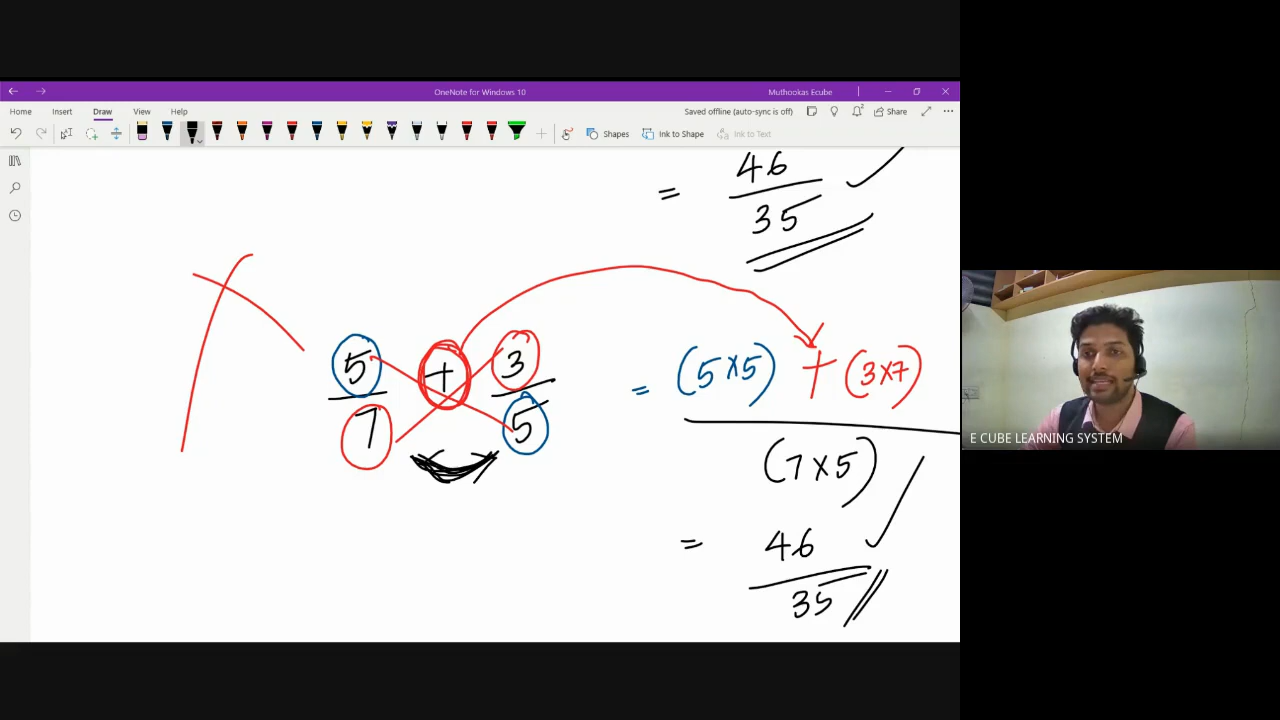 OneNote for Windows 10
Muthookas Ecube
Home Insert Draw View Help
Saved offline (auto-sync is off)
Share
Shapes Ink to Shape Ink to Text
= 46/35
5/7 + 3/5 = (5×5) + (3×7)
(7×5)
= 46/35
E CUBE LEARNING SYSTEM